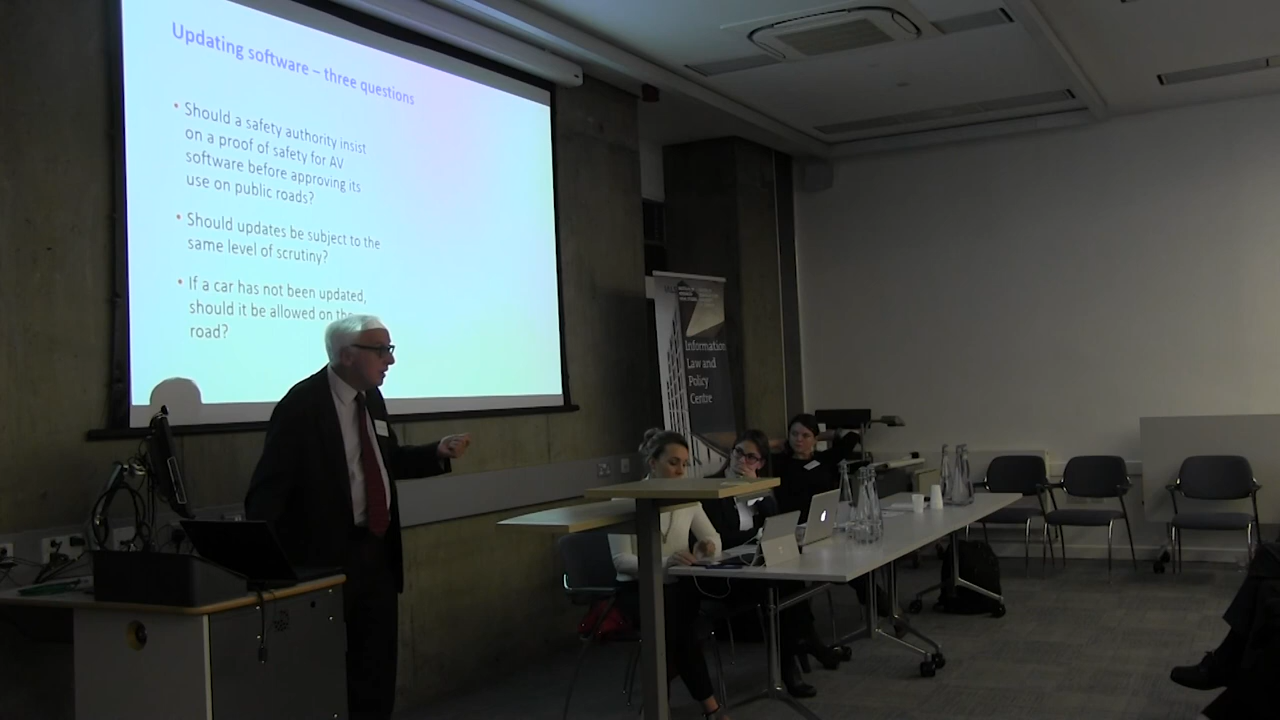 Updating software – three questions
• Should a safety authority insist
on a proof of safety for AV
software before approving its
use on public roads?
• Should updates be subject to the
same level of scrutiny?
• If a car has not been updated,
should it be allowed on the
road?
Information
Law and
Policy
Centre